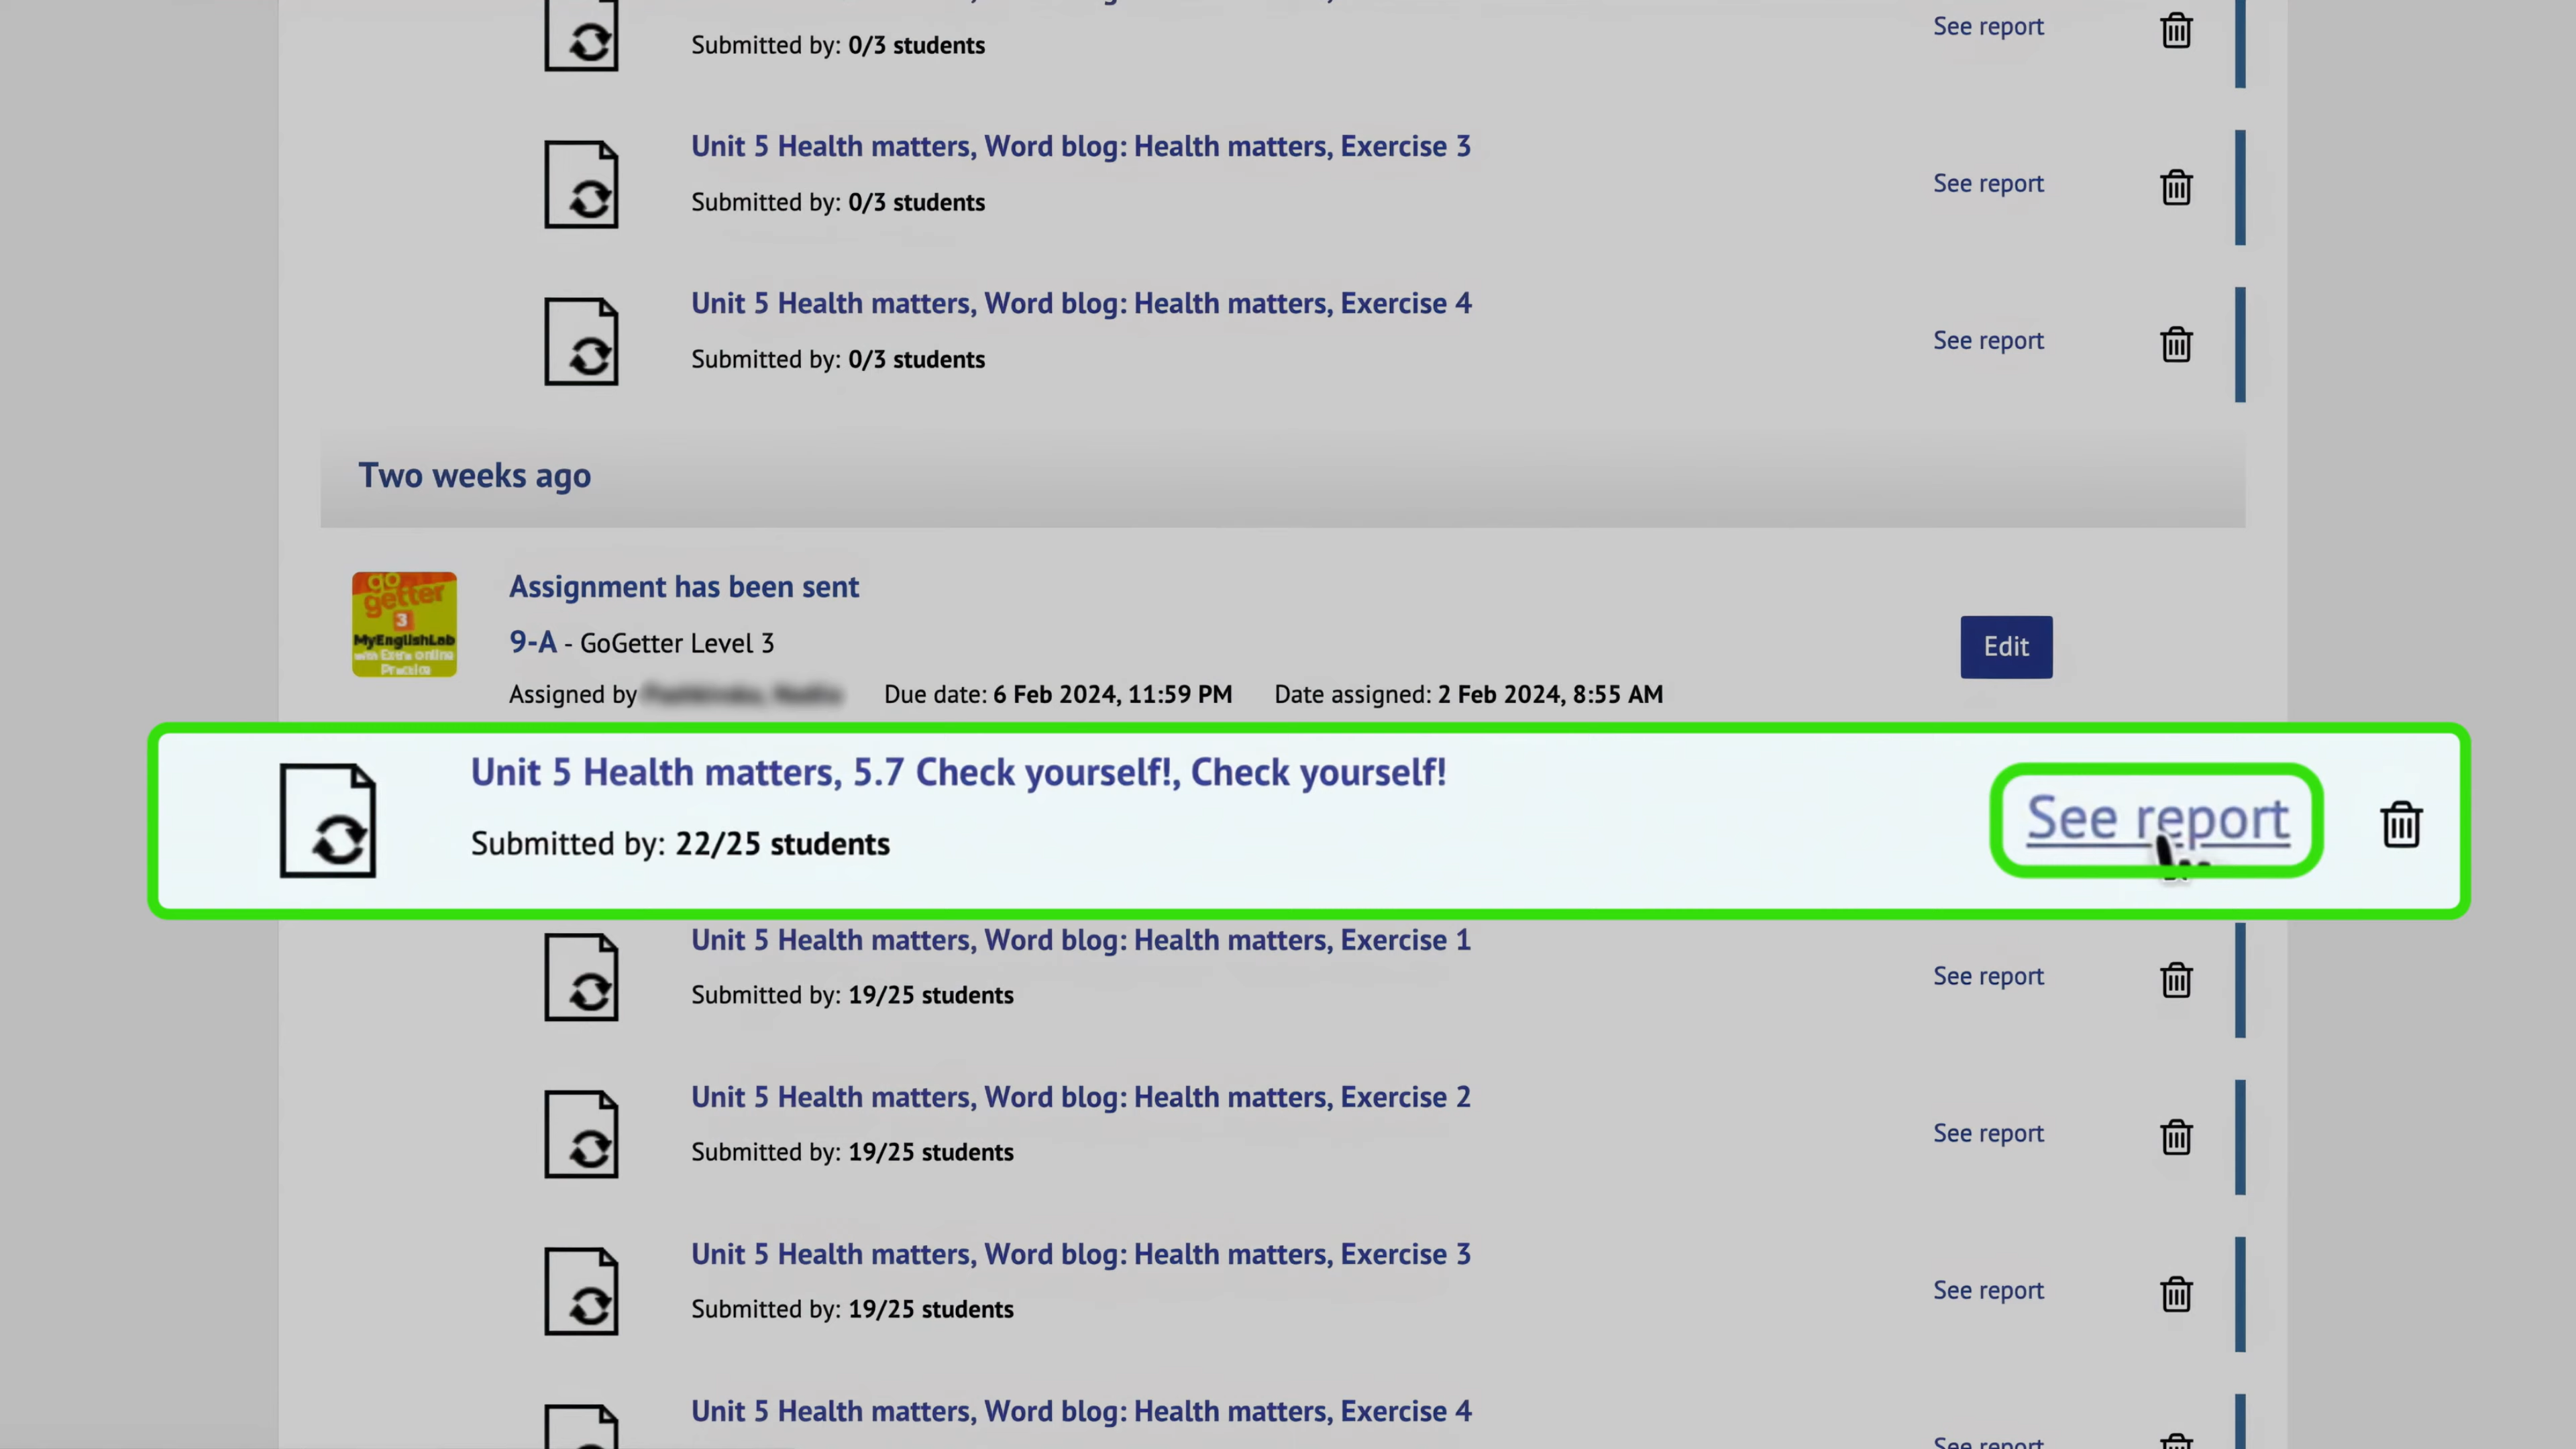 See report
Submitted by: 0/3 students
Unit 5 Health matters, Word blog: Health matters, Exercise 3
Submitted by: 0/3 students
See report
Unit 5 Health matters, Word blog: Health matters, Exercise 4
Submitted by: 0/3 students
See report
Two weeks ago
go
getter
3
MyEnglishLab
with Extra online
Practice
Assignment has been sent
9-A - GoGetter Level 3
Edit
Assigned by
Due date: 6 Feb 2024, 11:59 PM
Date assigned: 2 Feb 2024, 8:55 AM
Unit 5 Health matters, 5.7 Check yourself!, Check yourself!
Submitted by: 22/25 students
See report
Unit 5 Health matters, Word blog: Health matters, Exercise 1
Submitted by: 19/25 students
See report
Unit 5 Health matters, Word blog: Health matters, Exercise 2
Submitted by: 19/25 students
See report
Unit 5 Health matters, Word blog: Health matters, Exercise 3
Submitted by: 19/25 students
See report
Unit 5 Health matters, Word blog: Health matters, Exercise 4
See report